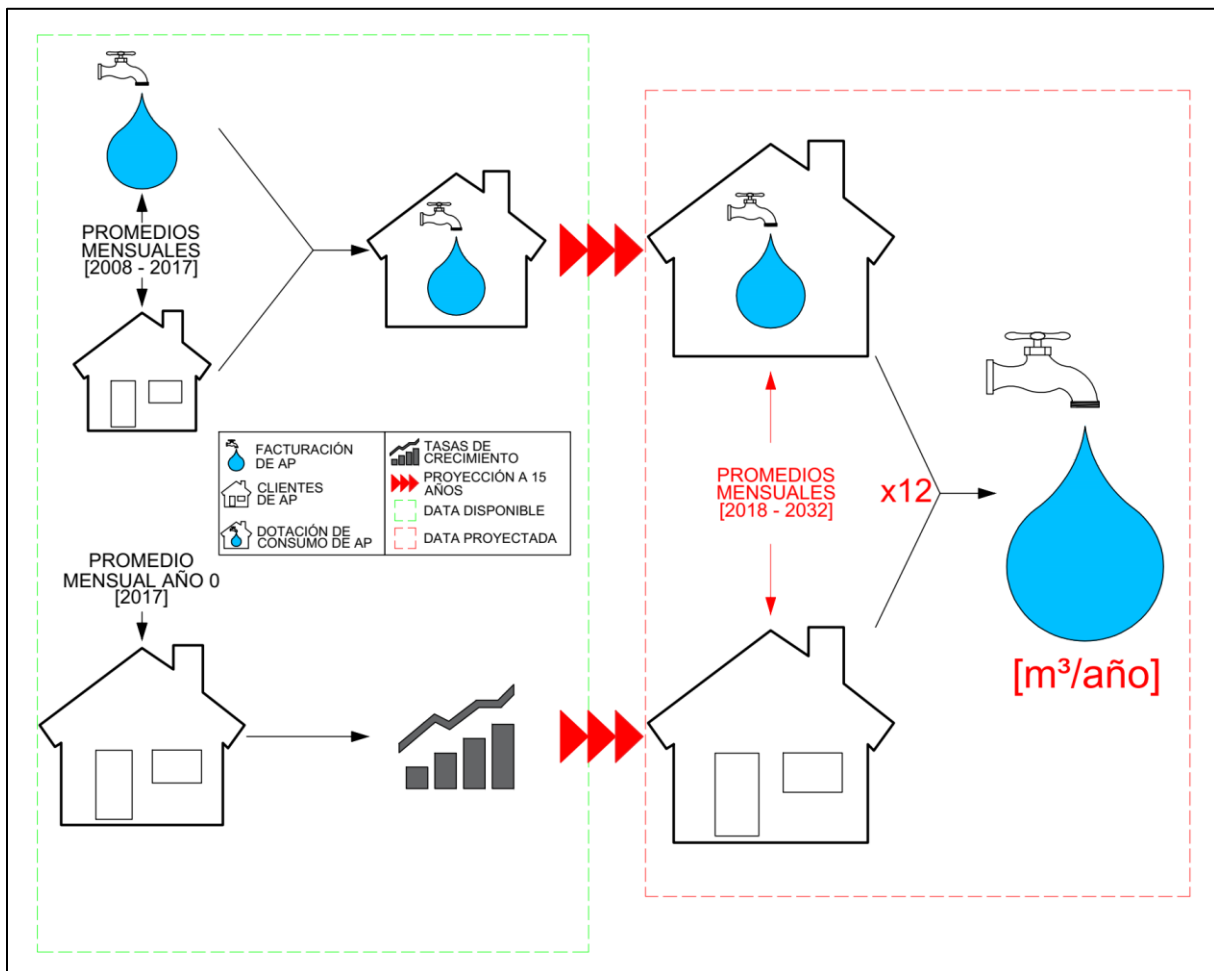 PROMEDIOS
MENSUALES
[2008 - 2017]
FACTURACIÓN
DE AP
CLIENTES
DE AP
DOTACIÓN DE
CONSUMO DE AP
TASAS DE
CRECIMIENTO
PROYECCIÓN A 15
AÑOS
DATA DISPONIBLE
DATA PROYECTADA
PROMEDIO
MENSUAL AÑO 0
[2017]
PROMEDIOS
MENSUALES
[2018 - 2032]
x12
[m³/año]